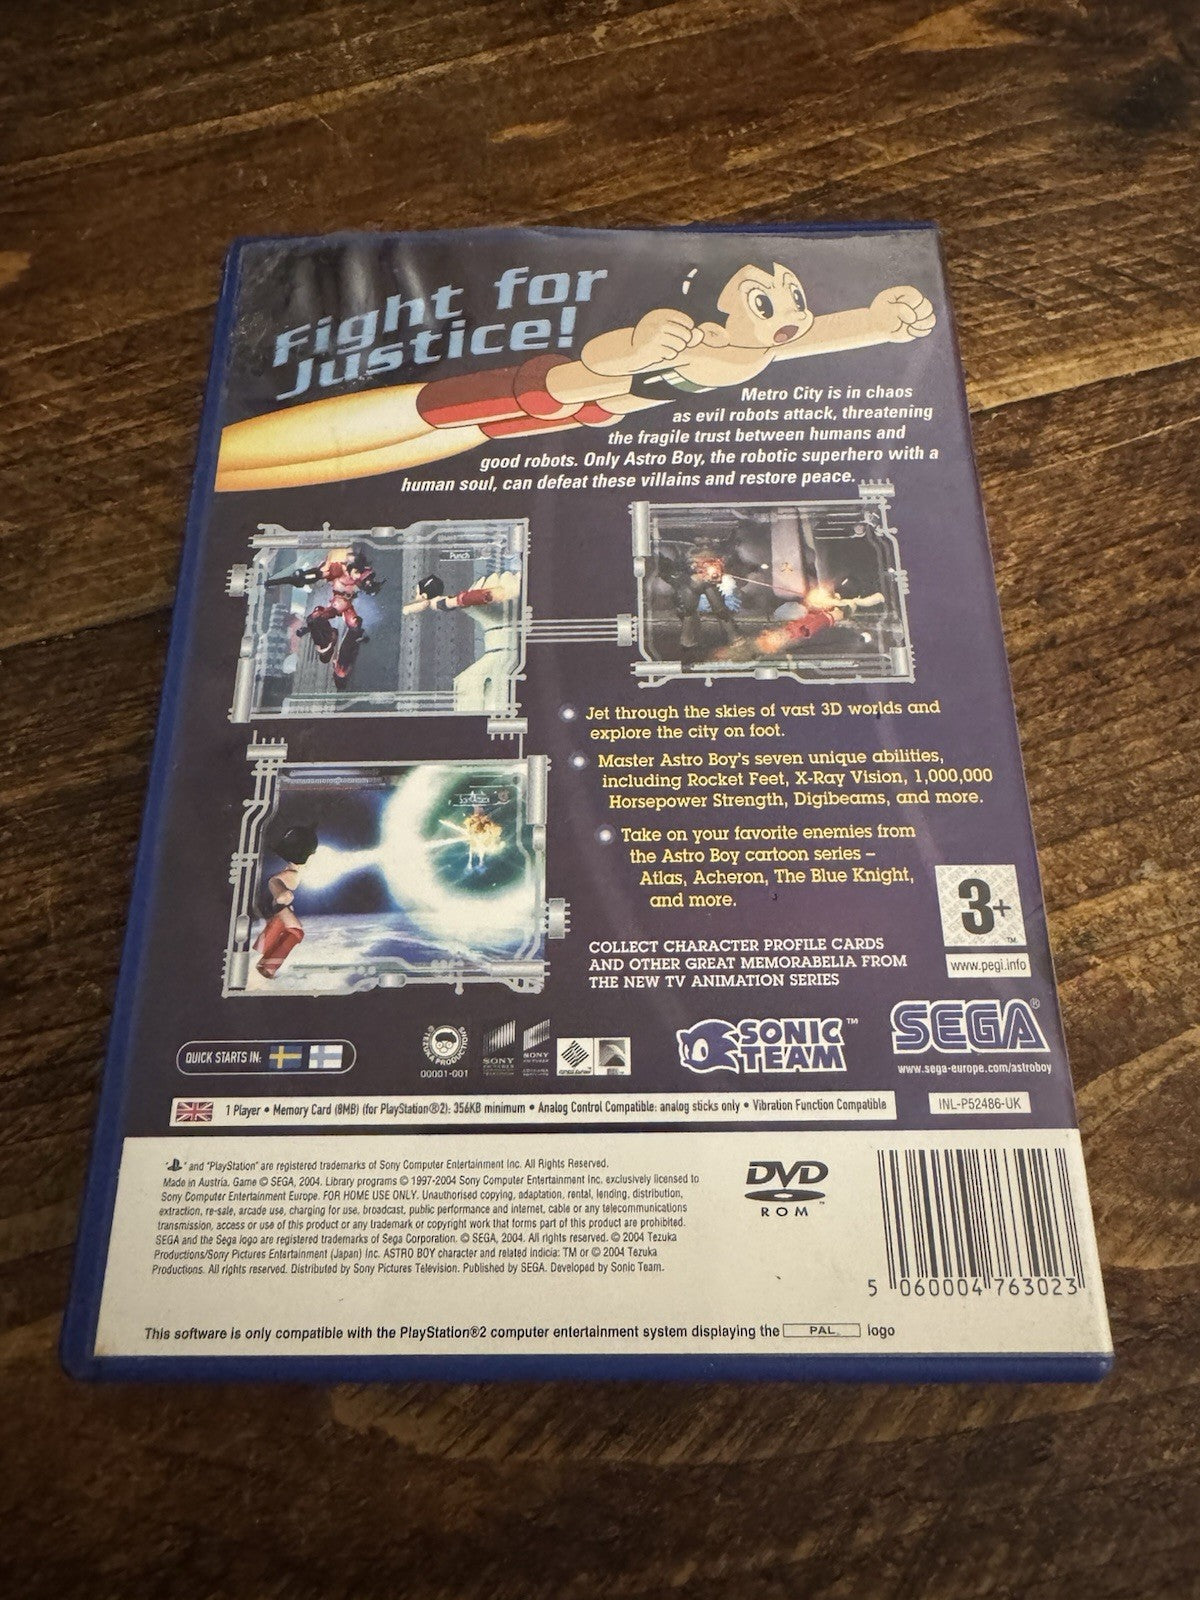 Fight for
Justice!
Metro City is in chaos
as evil robots attack, threatening
the fragile trust between humans and
good robots. Only Astro Boy, the robotic superhero with a
human soul, can defeat these villains and restore peace.
Punch
Jet through the skies of vast 3D worlds and
explore the city on foot.
Master Astro Boy's seven unique abilities,
including Rocket Feet, X-Ray Vision, 1,000,000
Horsepower Strength, Digibeams, and more.
Take on your favorite enemies from
the Astro Boy cartoon series –
Atlas, Acheron, The Blue Knight,
and more.
COLLECT CHARACTER PROFILE CARDS
AND OTHER GREAT MEMORABELIA FROM
THE NEW TV ANIMATION SERIES
3+
TM
www.pegi.info
QUICK STARTS IN:
© TEZUKA PRODUCTIONS
00001-001
SONY
PICTURES
SONY
PICTURES
SONIC
TEAM™
SEGA®
www.sega-europe.com/astroboy
1 Player • Memory Card (8MB) (for PlayStation®2): 356KB minimum • Analog Control Compatible: analog sticks only • Vibration Function Compatible
INL-P52486-UK
" " and "PlayStation" are registered trademarks of Sony Computer Entertainment Inc. All Rights Reserved.
Made in Austria. Game © SEGA, 2004. Library programs © 1997-2004 Sony Computer Entertainment Inc. exclusively licensed to
Sony Computer Entertainment Europe. FOR HOME USE ONLY. Unauthorised copying, adaptation, rental, lending, distribution,
extraction, re-sale, arcade use, charging for use, broadcast, public performance and internet, cable or any telecommunications
transmission, access or use of this product or any trademark or copyright work that forms part of this product are prohibited.
SEGA and the Sega logo are registered trademarks of Sega Corporation. © SEGA, 2004. All rights reserved. © 2004 Tezuka
Productions/Sony Pictures Entertainment (Japan) Inc. ASTRO BOY character and related indicia: TM or © 2004 Tezuka
Productions. All rights reserved. Distributed by Sony Pictures Television. Published by SEGA. Developed by Sonic Team.
DVD
ROM
5 060004 763023
This software is only compatible with the PlayStation®2 computer entertainment system displaying the PAL logo